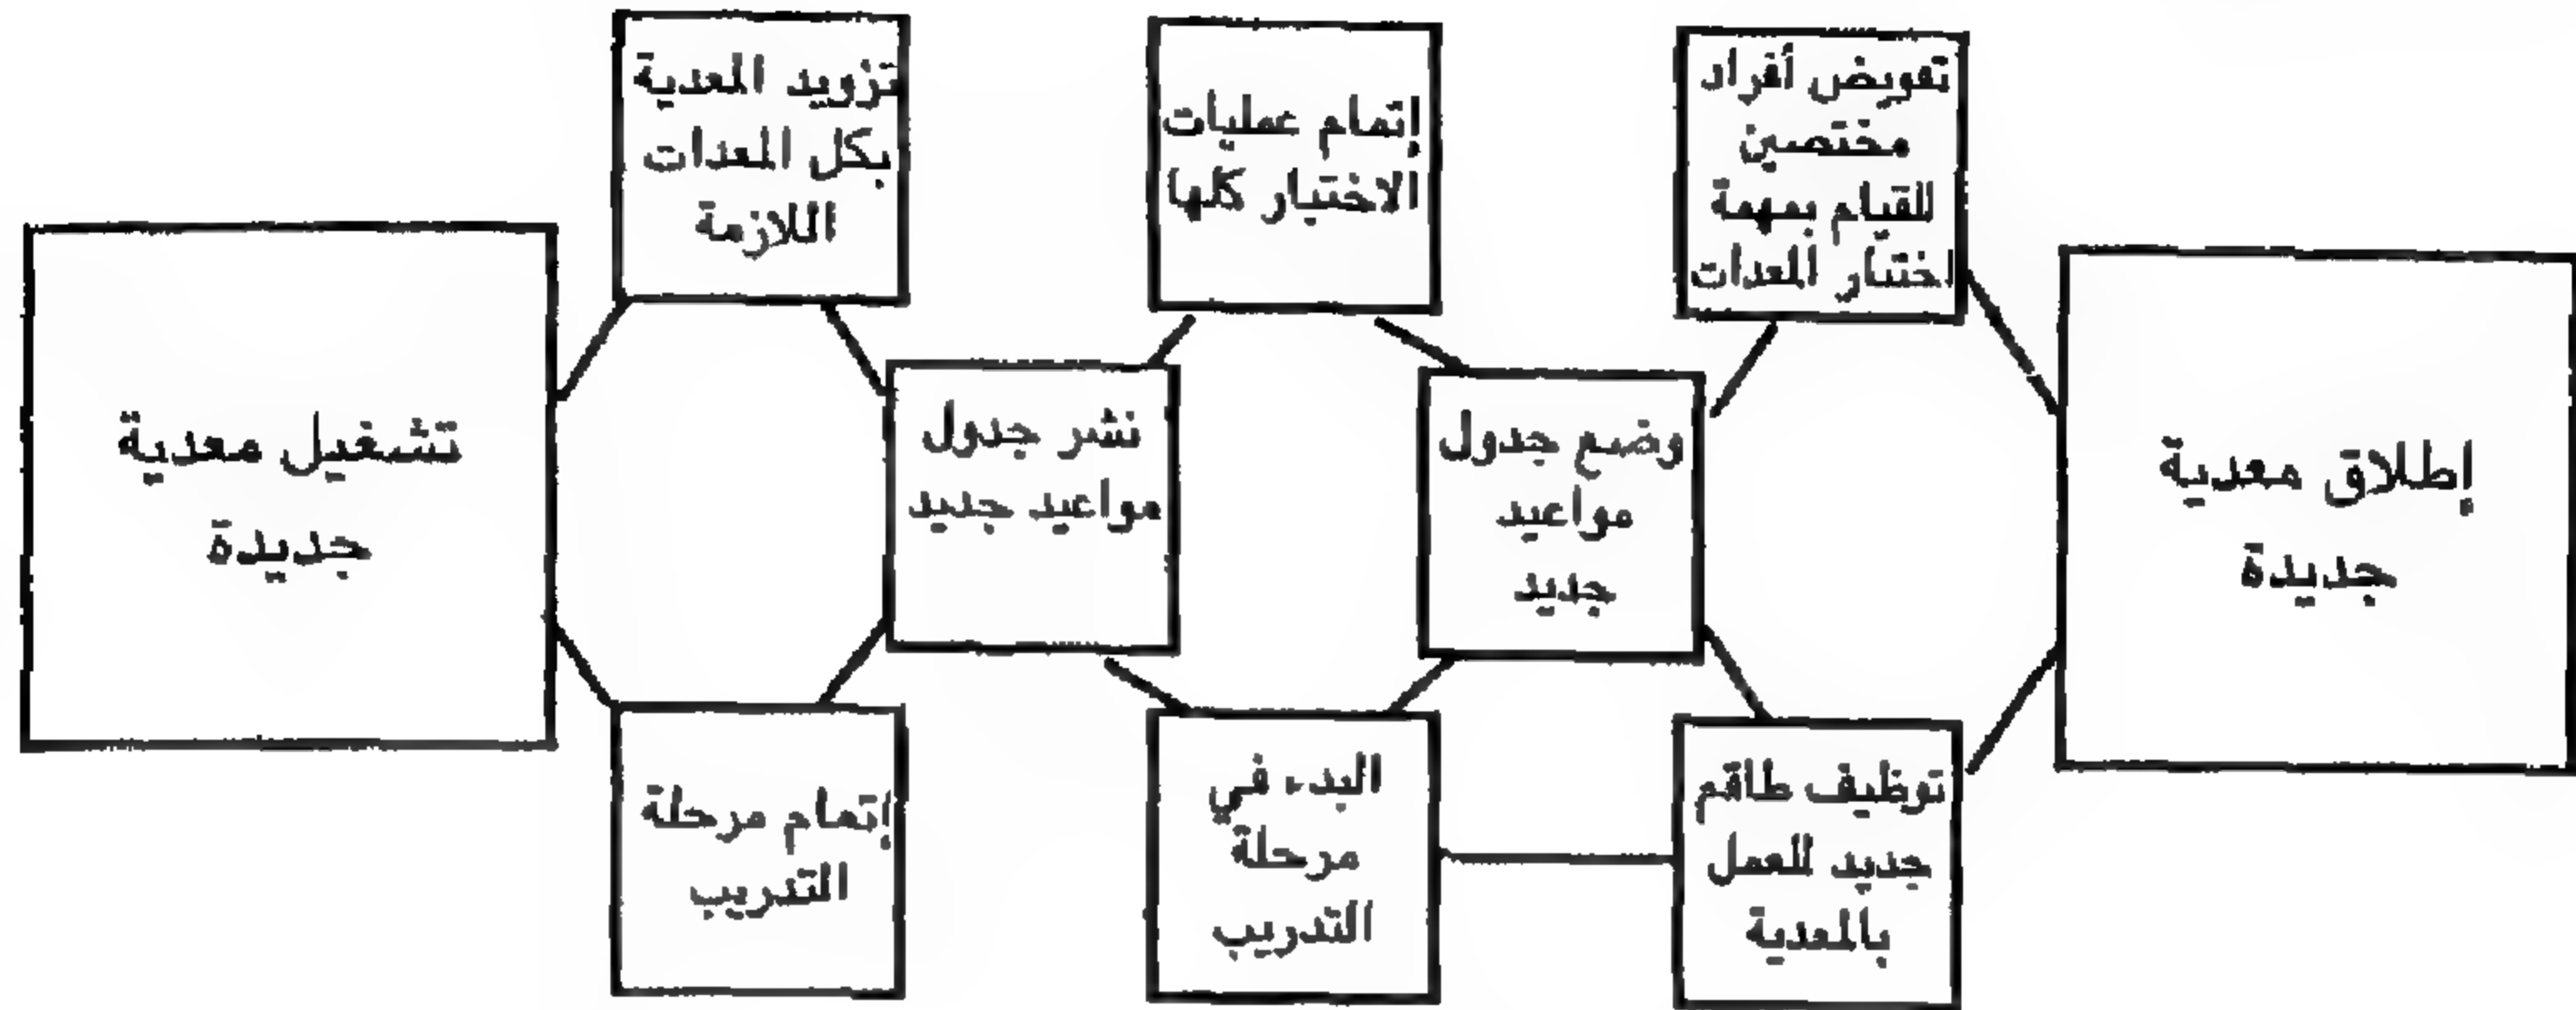 إطلاق معدية
جديدة
تفويض أفراد
مختصين
للقيام بمهمة
اختبار المعدات
توظيف طاقم
جديد للعمل
بالمعدية
وضع جدول
مواعيد
جديد
إتمام عمليات
الاختبار كلها
البدء في
مرحلة
التدريب
نشر جدول
مواعيد جديد
تزويد المعدية
بكل المعدات
اللازمة
إتمام مرحلة
التدريب
تشغيل معدية
جديدة